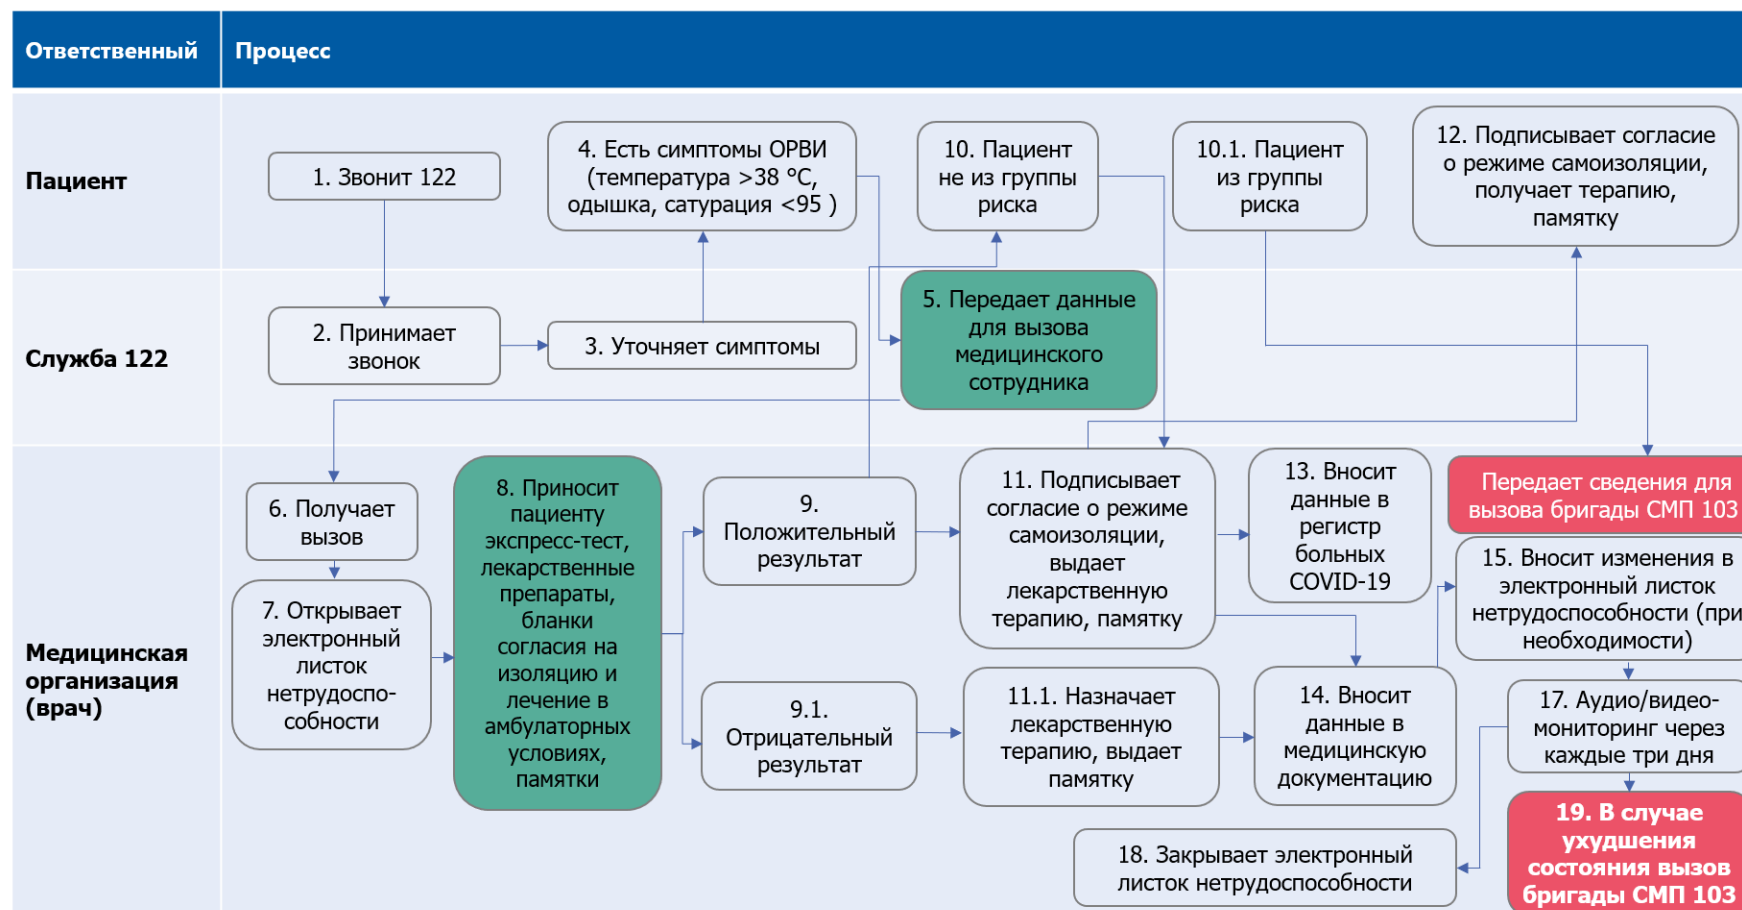 Ответственный
Процесс
Пациент
1. Звонит 122
4. Есть симптомы ОРВИ
(температура >38 ºС,
одышка, сатурация <95 )
10. Пациент
не из группы
риска
10.1. Пациент
из группы
риска
12. Подписывает согласие
о режиме самоизоляции,
получает терапию,
памятку
Служба 122
2. Принимает
звонок
3. Уточняет симптомы
5. Передает данные
для вызова
медицинского
сотрудника
Медицинская
организация
(врач)
6. Получает
вызов
7. Открывает
электронный
листок
нетрудоспо-
собности
8. Приносит
пациенту
экспресс-тест,
лекарственные
препараты,
бланки
согласия на
изоляцию и
лечение в
амбулаторных
условиях,
памятки
9.
Положительный
результат
9.1.
Отрицательный
результат
11. Подписывает
согласие о режиме
самоизоляции,
выдает
лекарственную
терапию, памятку
11.1. Назначает
лекарственную
терапию, выдает
памятку
13. Вносит
данные в
регистр
больных
COVID-19
14. Вносит
данные в
медицинскую
документацию
Передает сведения для
вызова бригады СМП 103
15. Вносит изменения в
электронный листок
нетрудоспособности (при
необходимости)
17. Аудио/видео-
мониторинг через
каждые три дня
18. Закрывает электронный
листок нетрудоспособности
19. В случае
ухудшения
состояния вызов
бригады СМП 103